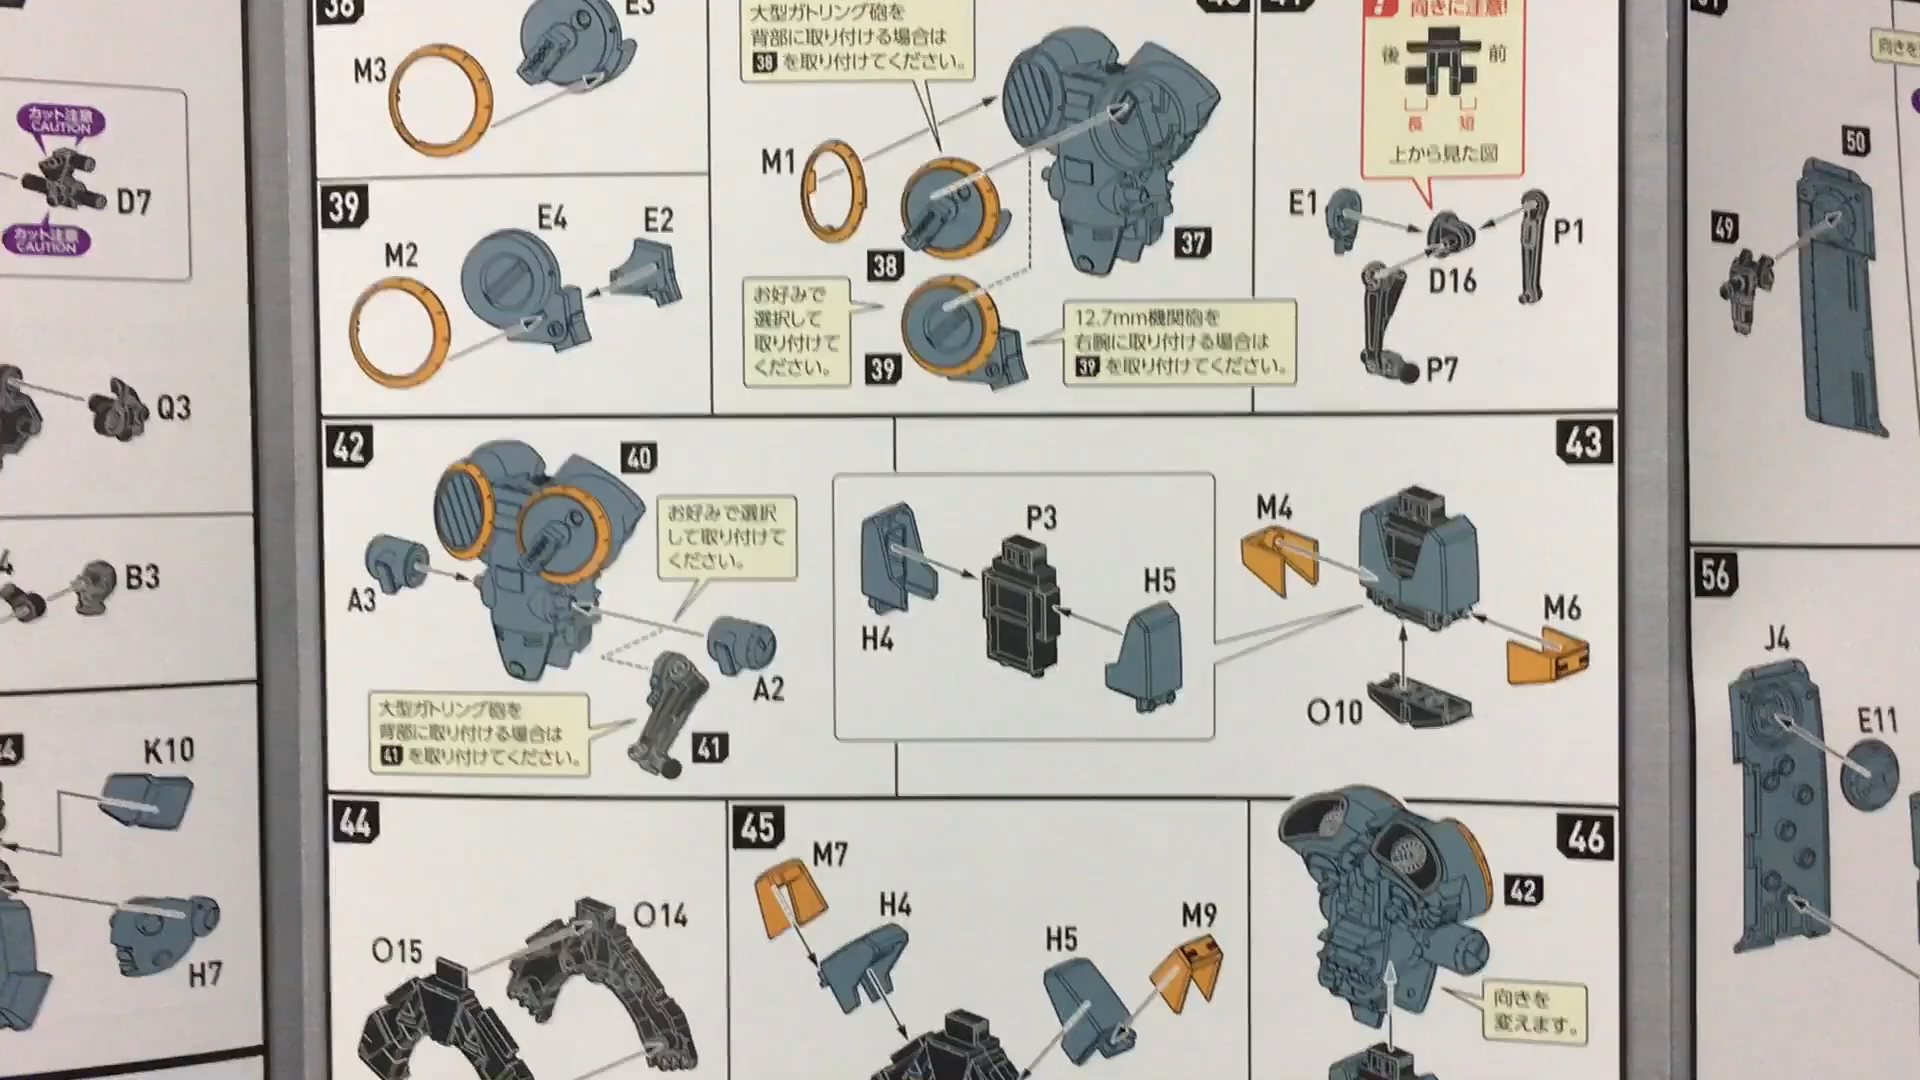 38
E3
M3
大型ガトリング砲を
背部に取り付ける場合は
38 を取り付けてください。
40
41
! 向きに注意!
後
前
長 短
上から見た図
向きを
カット注意
CAUTION
D7
カット注意
CAUTION
39
M2
E4
E2
M1
38
37
お好みで
選択して
取り付けて
ください。
39
12.7mm機関砲を
右腕に取り付ける場合は
39 を取り付けてください。
E1
D16
P1
P7
50
49
Q3
42
40
お好みで選択
して取り付けて
ください。
A3
A2
大型ガトリング砲を
背部に取り付ける場合は
41 を取り付けてください。
41
43
H4
P3
H5
M4
M6
O10
4
B3
56
J4
E11
K10
H7
44
O15
O14
45
M7
H4
H5
M9
46
42
向きを
変えます。